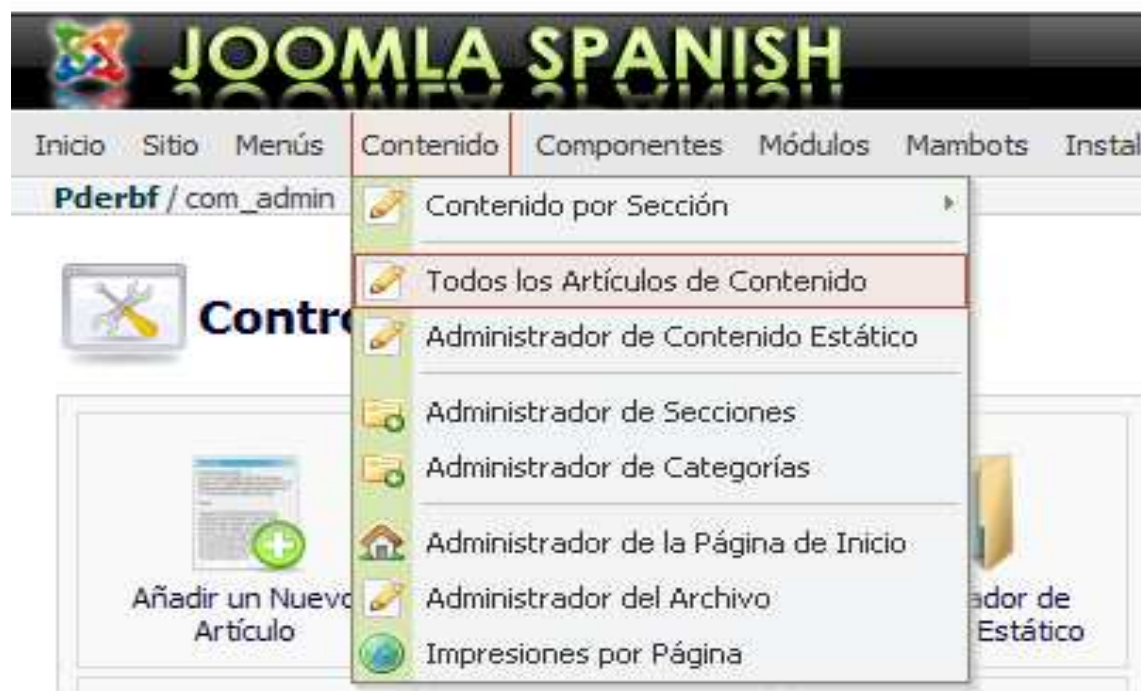 JOOMLA SPANISH
Inicio Sitio Menús Contenido Componentes Módulos Mambots Instal
Pderbf / com_admin
Contenido por Sección
Todos los Artículos de Contenido
Contro
Administrador de Contenido Estático
Administrador de Secciones
Administrador de Categorías
Administrador de la Página de Inicio
Administrador del Archivo
Impresiones por Página
Añadir un Nuevo
Artículo
ador de
Estático